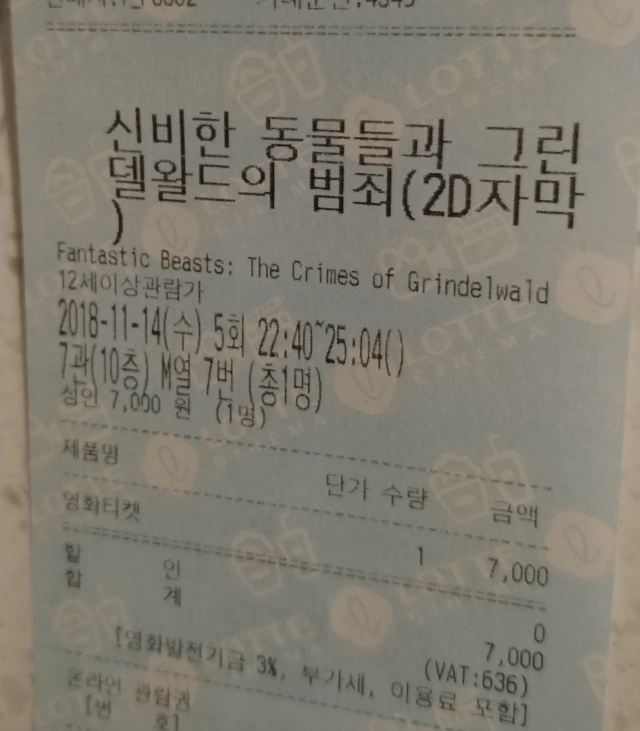 신비한 동물들과 그린
델왈드의 범죄(2D자막
)
Fantastic Beasts: The Crimes of Grindelwald
12세이상관람가
2018-11-14(수) 5회 22:40~25:04()
7관(10층) M열 7번 (총1명)
성인 7,000 원 (1명)
제품명 단가 수량 금액
영화티켓 1 7,000
할 인 0
합 계 7,000
(VAT:636)
[영화발전기금 3%, 부가세, 이용료 포함]
온라인 관람권
[번 호]
LOTTE CINEMA